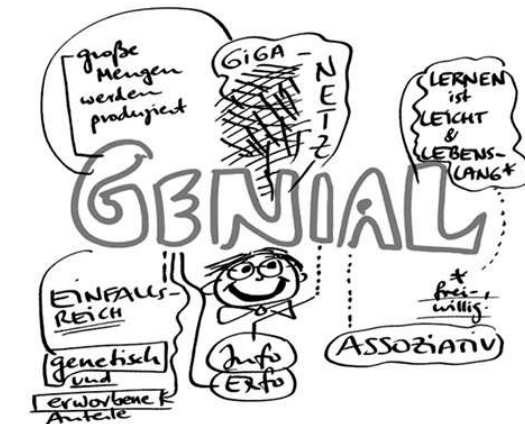 große
Mengen
werden
produziert
GIGA-
NETZ
LERNEN
ist
LEICHT
&
LEBENS-
LANG*
GENIAL
EINFALLS-
REICH
genetisch
und
erworbene
Anteile
Info
Erfo
*
frei-
willig
ASSOZIATIV